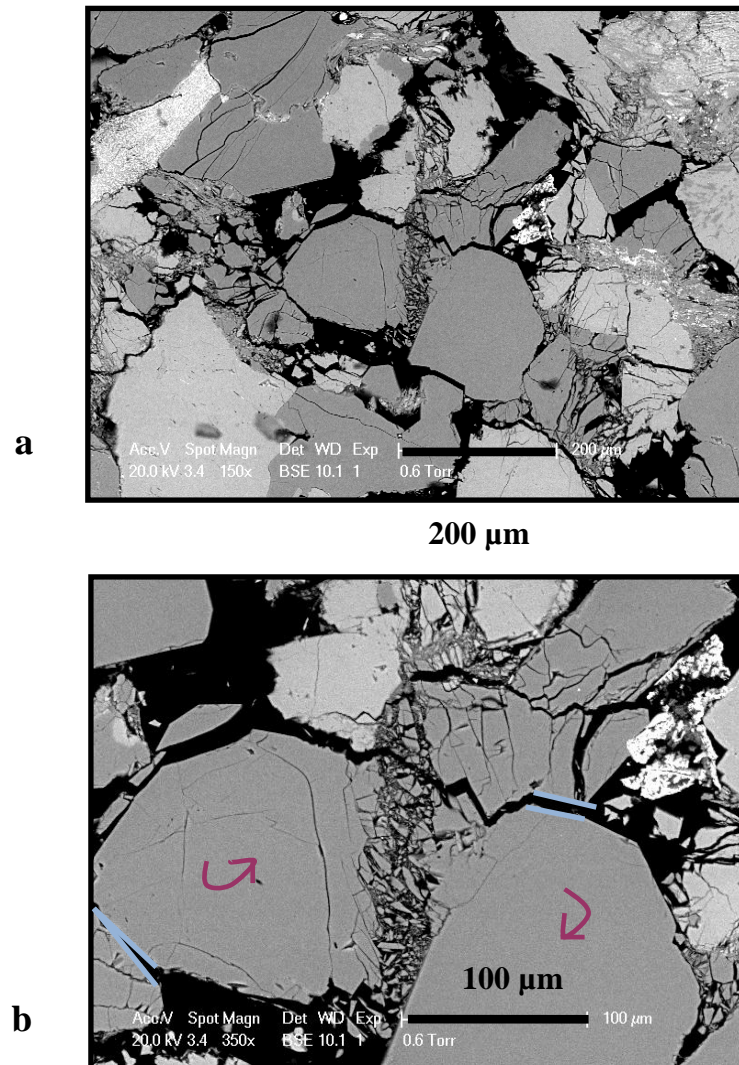 a
Acc.V Spot Magn Det WD Exp
20.0 kV 3.4 150x BSE 10.1 1 0.6 Torr 200 µm
200 µm
100 µm
b
Acc.V Spot Magn Det WD Exp 100 µm
20.0 kV 3.4 350x BSE 10.1 1 0.6 Torr